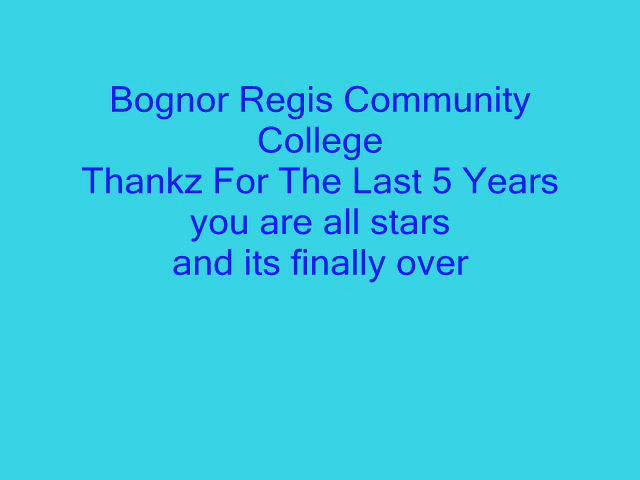 Bognor Regis Community
College
Thankz For The Last 5 Years
you are all stars
and its finally over